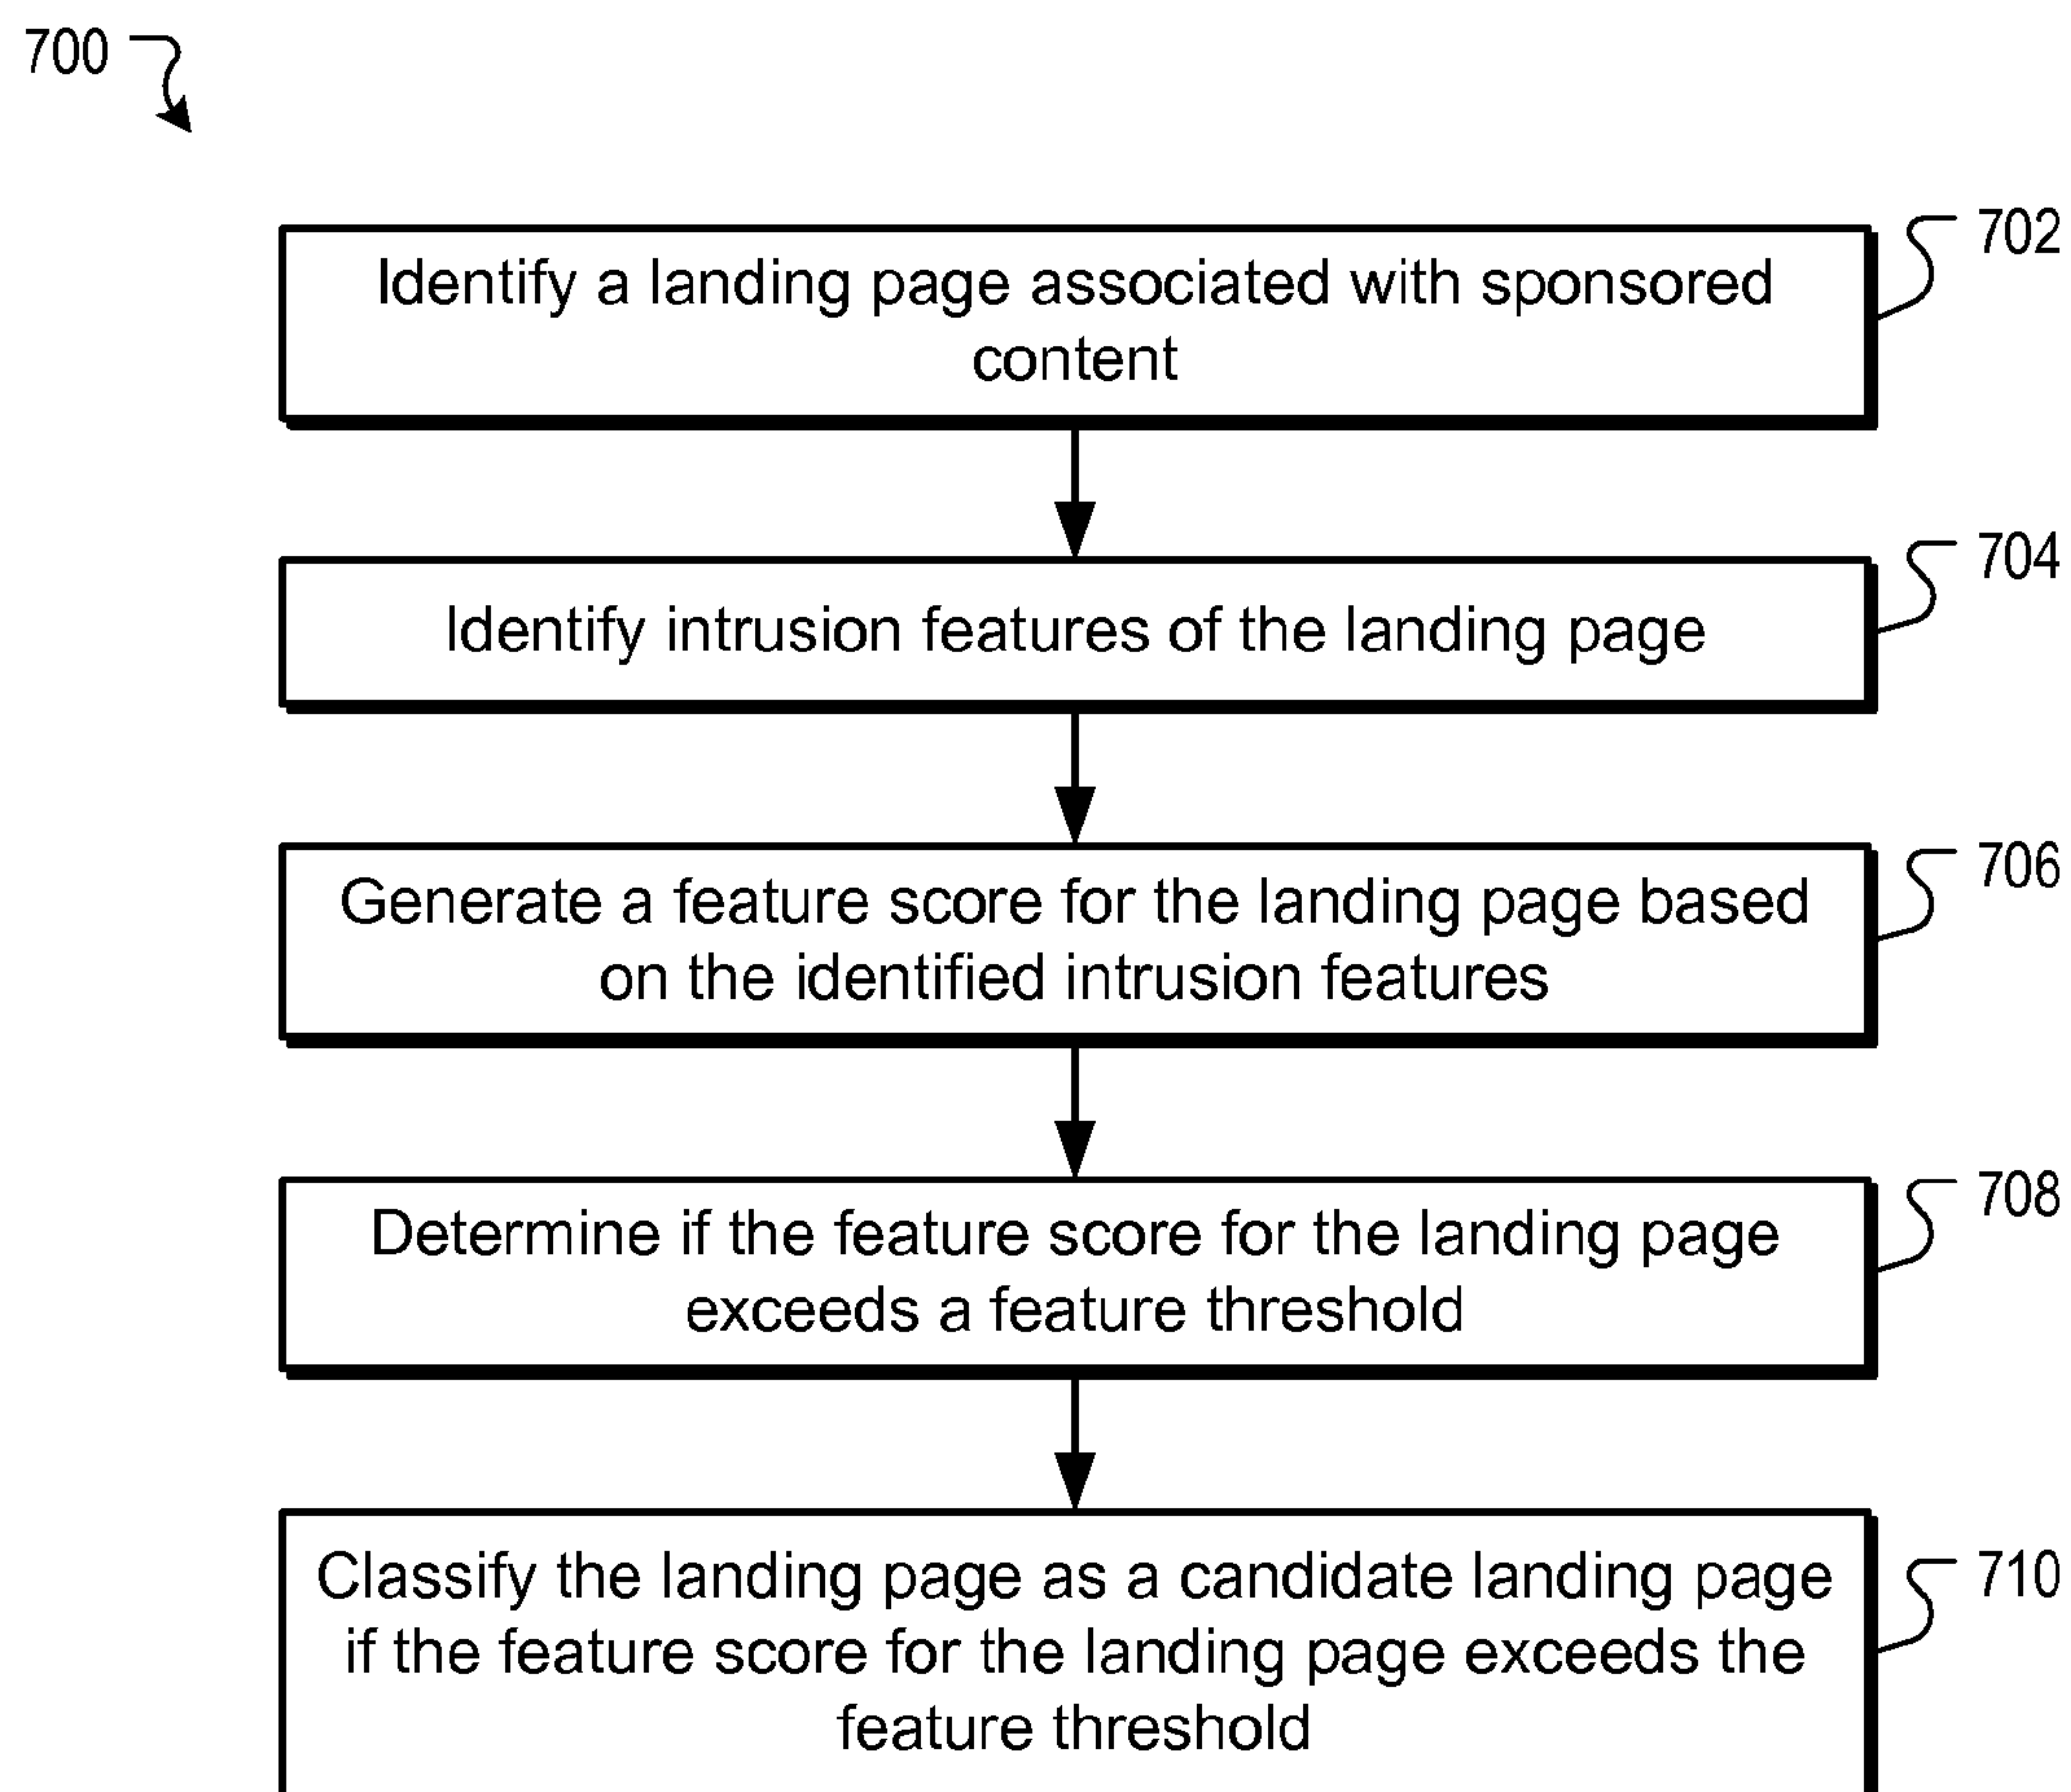 700
702
Identify a landing page associated with sponsored
content
704
Identify intrusion features of the landing page
706
Generate a feature score for the landing page based
on the identified intrusion features
708
Determine if the feature score for the landing page
exceeds a feature threshold
710
Classify the landing page as a candidate landing page
if the feature score for the landing page exceeds the
feature threshold